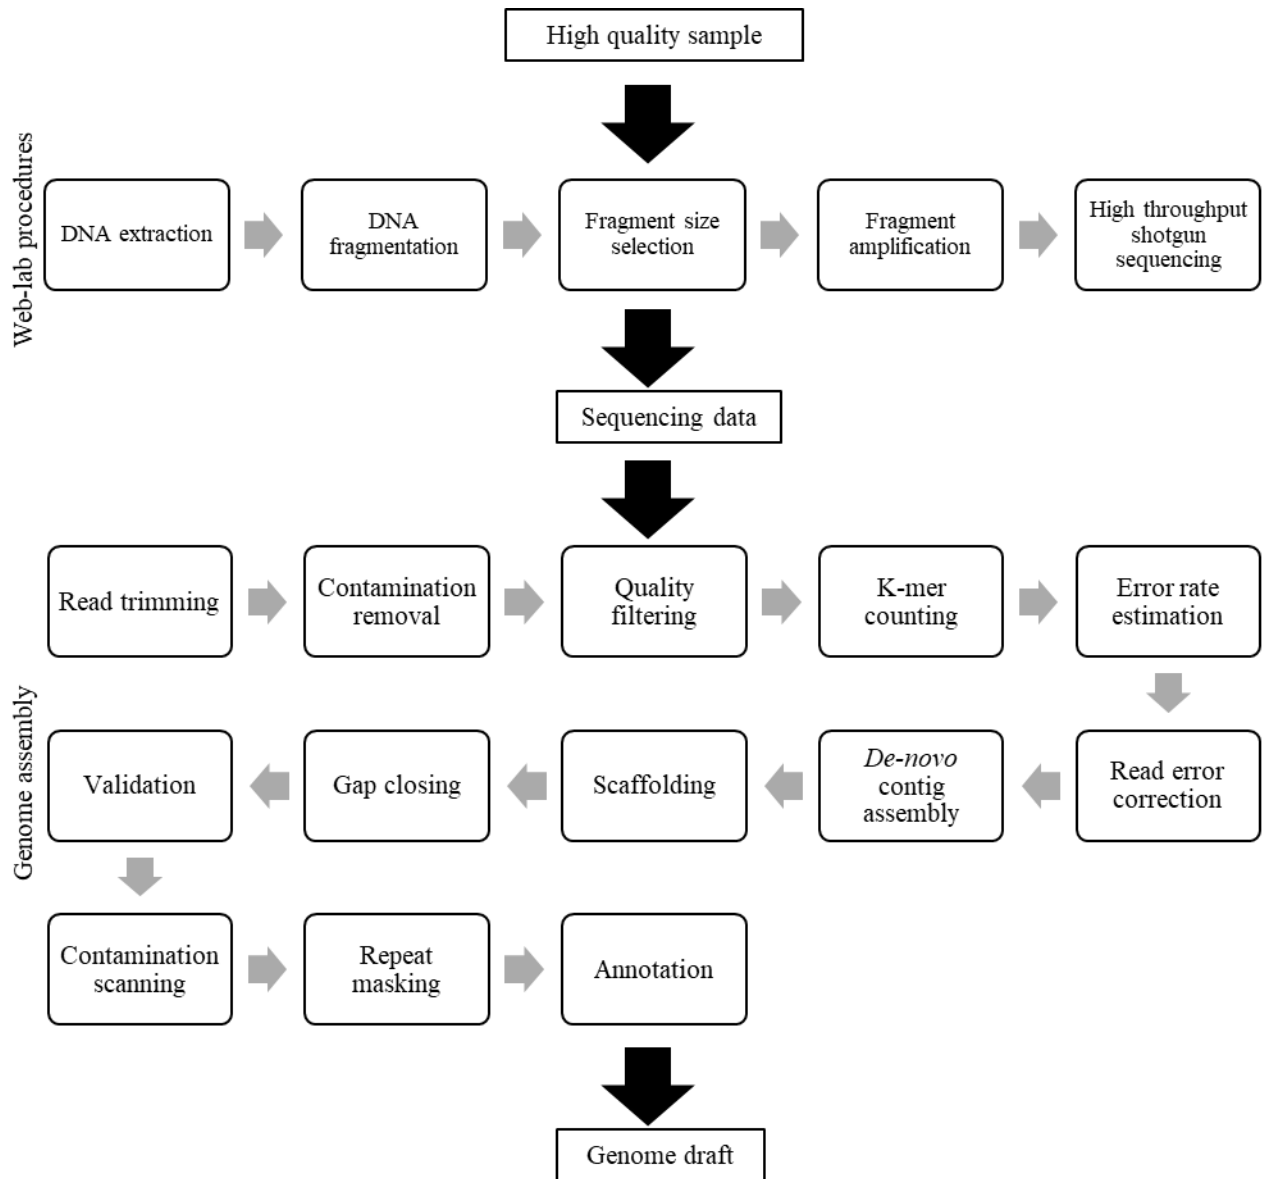 High quality sample
Web-lab procedures
DNA extraction
DNA
fragmentation
Fragment size
selection
Fragment
amplification
High throughput
shotgun
sequencing
Sequencing data
Genome assembly
Read trimming
Contamination
removal
Quality
filtering
K-mer
counting
Error rate
estimation
Read error
correction
De-novo
contig
assembly
Scaffolding
Gap closing
Validation
Contamination
scanning
Repeat
masking
Annotation
Genome draft